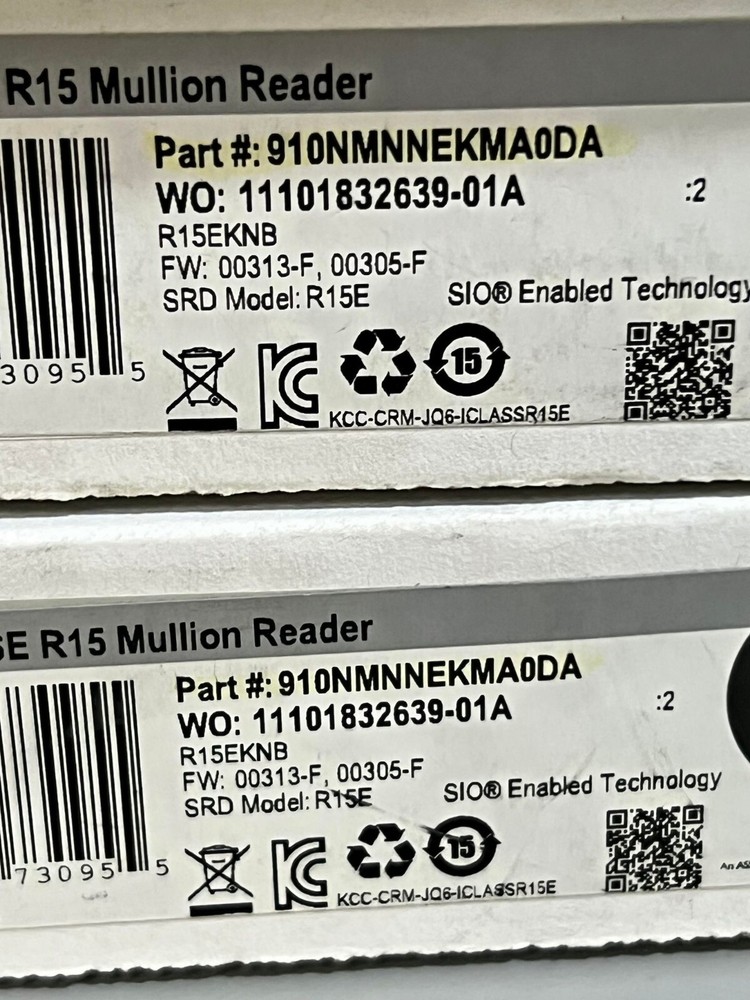 R15 Mullion Reader
Part #: 910NMNNEKMA0DA
WO: 11101832639-01A
:2
R15EKNB
FW: 00313-F, 00305-F
SRD Model: R15E
SIO® Enabled Technology
3095 5
15
KCC-CRM-JQ6-ICLASSR15E
SE R15 Mullion Reader
Part #: 910NMNNEKMA0DA
WO: 11101832639-01A
:2
R15EKNB
FW: 00313-F, 00305-F
SRD Model: R15E
SIO® Enabled Technology
73095 5
15
KCC-CRM-JQ6-ICLASSR15E
An AS